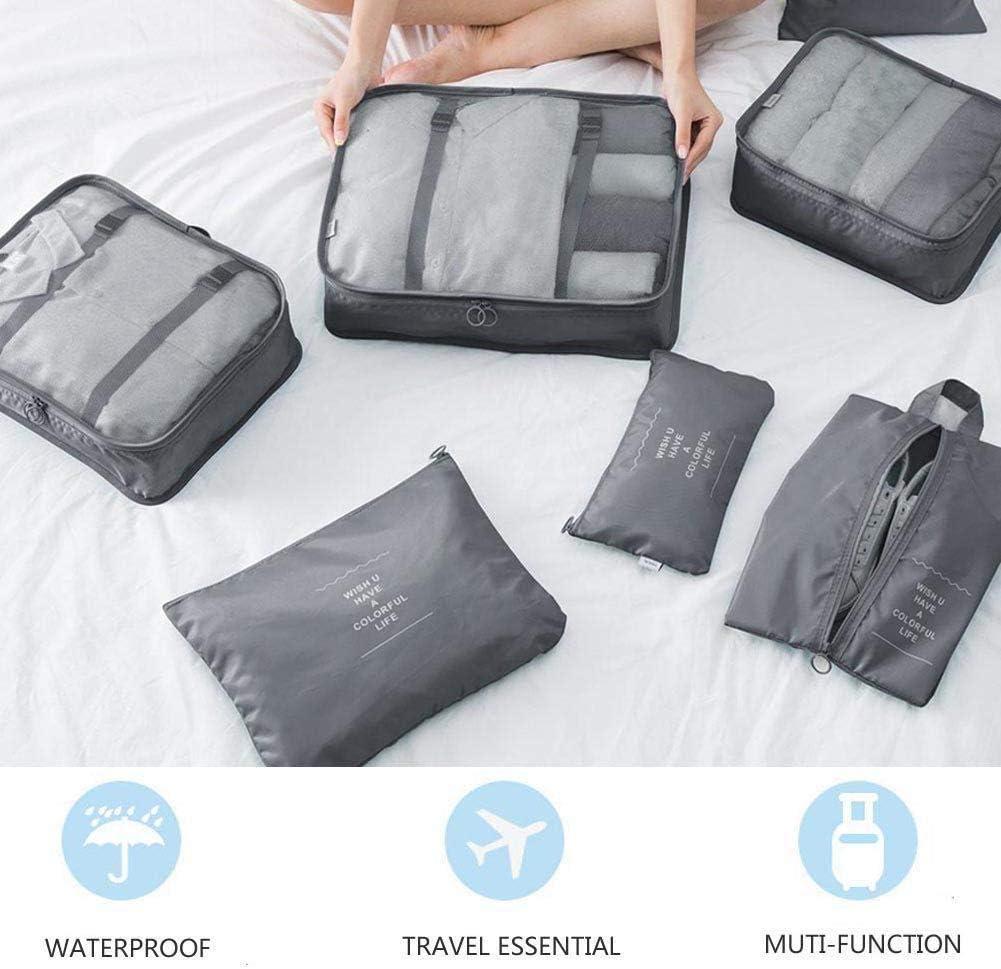 WISH U
HAVE
A
COLORFUL
LIFE
WISH U
HAVE
A
COLORFUL
LIFE
WISH U
HAVE
A
COLORFUL
LIFE
WATERPROOF
TRAVEL ESSENTIAL
MUTI-FUNCTION